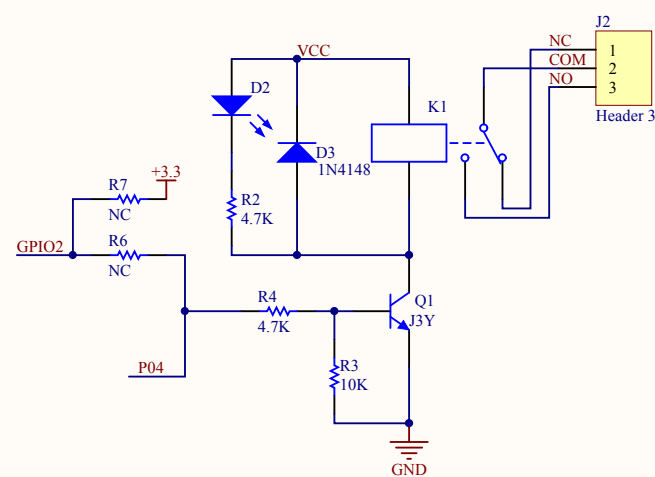 J2
VCC
NC
1
COM
2
NO
3
Header 3
D2
K1
D3
1N4148
+3.3
R7
NC
R2
4.7K
GPIO2
R6
NC
R4
4.7K
Q1
J3Y
P04
R3
10K
GND